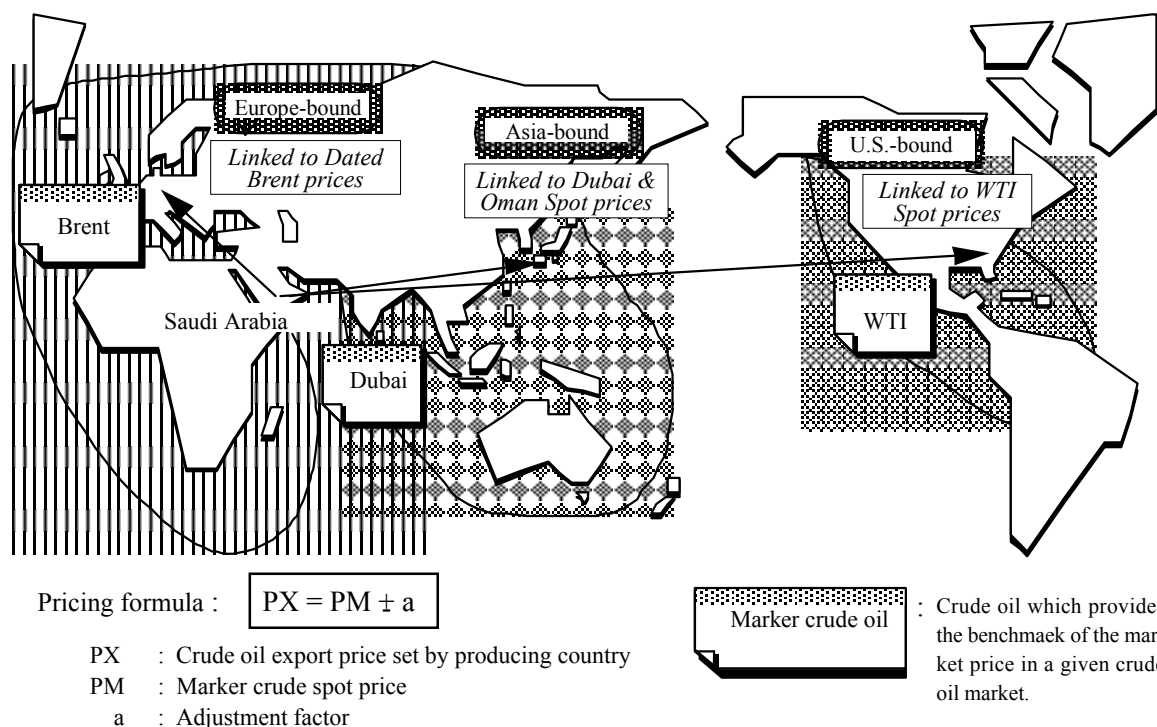 Europe-bound
Linked to Dated
Brent prices
Asia-bound
Linked to Dubai &
Oman Spot prices
U.S.-bound
Linked to WTI
Spot prices
Brent
Saudi Arabia
Dubai
WTI
Pricing formula :
PX = PM ± a
PX : Crude oil export price set by producing country
PM : Marker crude spot price
a : Adjustment factor
Marker crude oil
: Crude oil which provide
the benchmaek of the mar
ket price in a given crude
oil market.